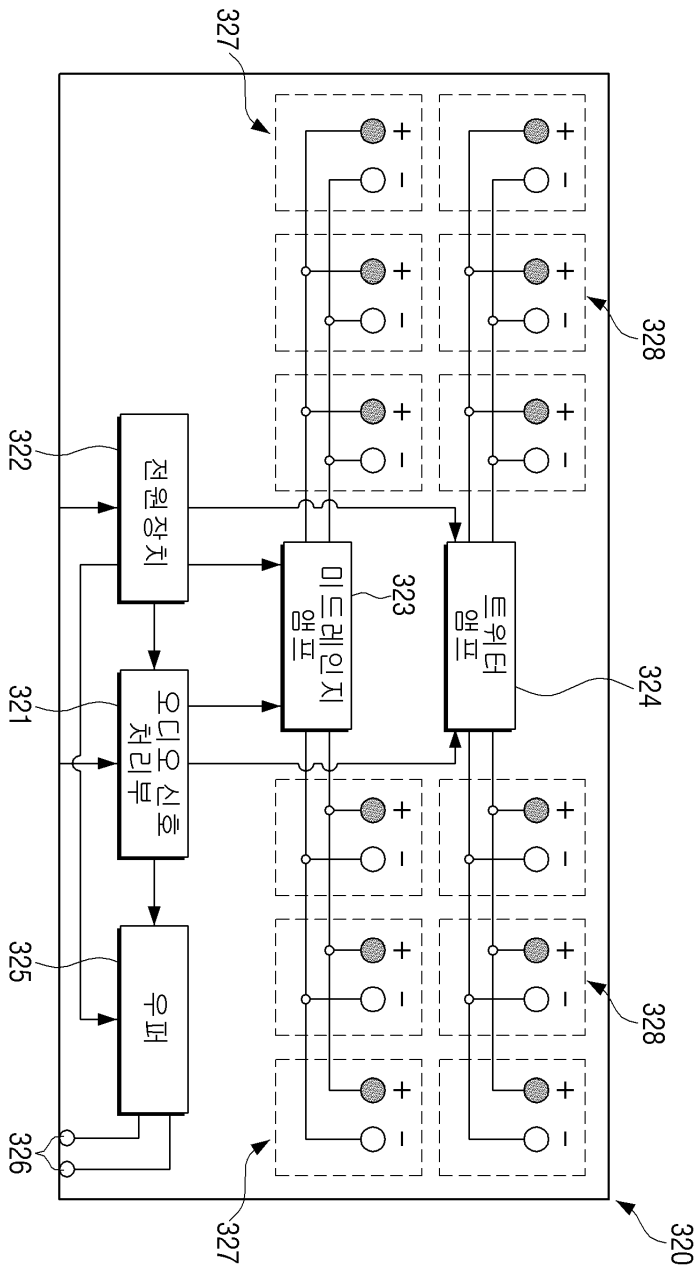 328
324
328
320
+ − + − + − + − + − + −
트위터
앰프
323
+ − + − + − + − + − + −
미드레인지
앰프
327
327
전원장치
오디오 신호
처리부
우퍼
322
321
325
326